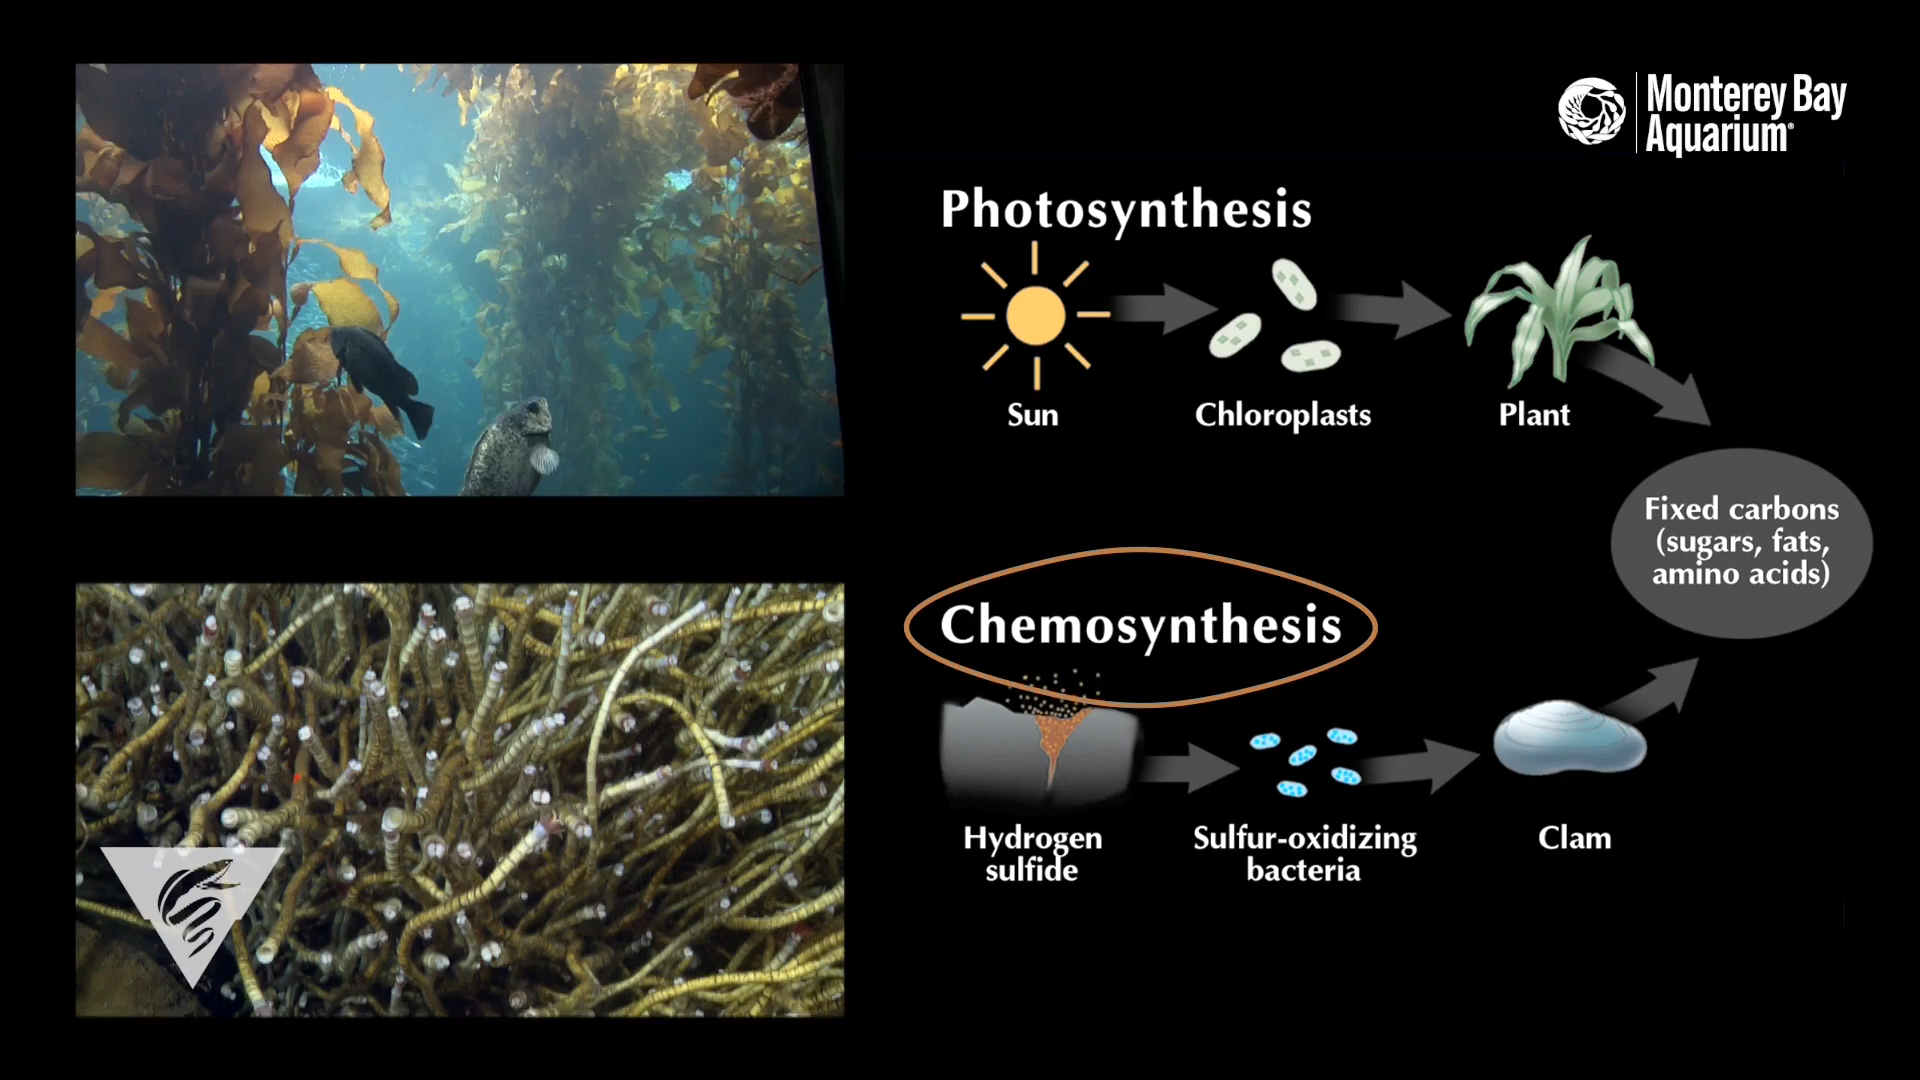 Monterey Bay
Aquarium®
Photosynthesis
Sun
Chloroplasts
Plant
Fixed carbons
(sugars, fats,
amino acids)
Chemosynthesis
Hydrogen
sulfide
Sulfur-oxidizing
bacteria
Clam